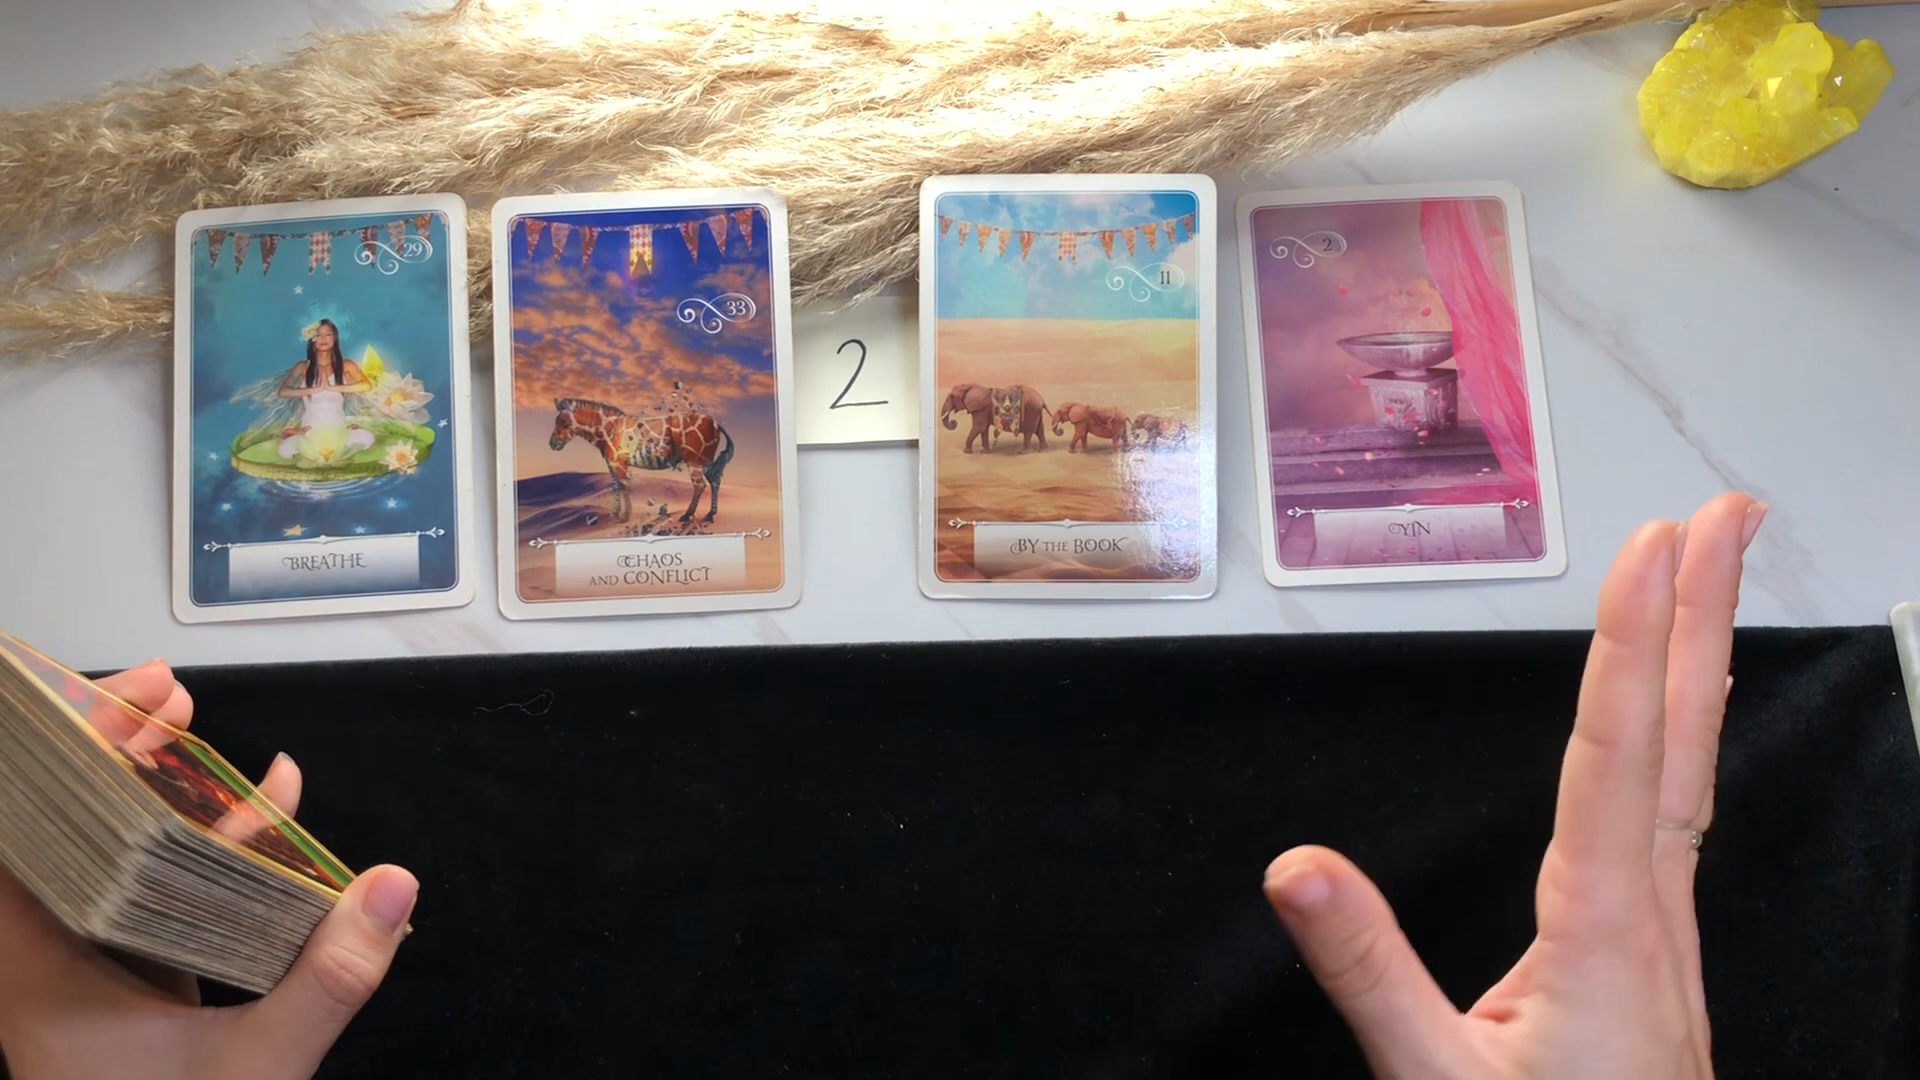 29
BREATHE
33
CHAOS
AND CONFLICT
2
11
BY THE BOOK
2
YIN